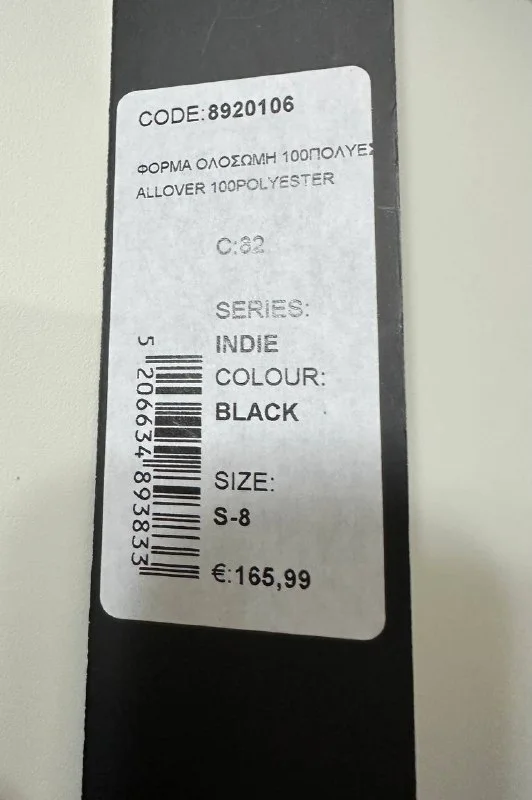 CODE:8920106
ΦΟΡΜΑ ΟΛΟΣΩΜΗ 100ΠΟΛΥΕΣ
ALLOVER 100POLYESTER
C:82
SERIES:
INDIE
COLOUR:
BLACK
SIZE:
S-8
€:165,99
5 206634 893833